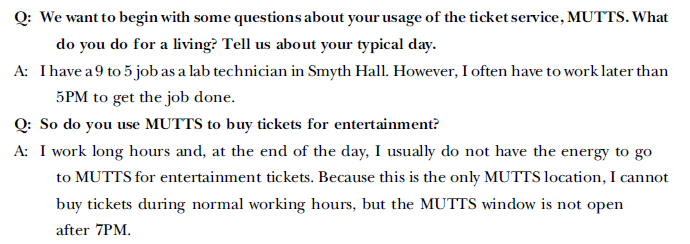 Q: We want to begin with some questions about your usage of the ticket service, MUTTS. What
do you do for a living? Tell us about your typical day.
A: I have a 9 to 5 job as a lab technician in Smyth Hall. However, I often have to work later than
5PM to get the job done.
Q: So do you use MUTTS to buy tickets for entertainment?
A: I work long hours and, at the end of the day, I usually do not have the energy to go
to MUTTS for entertainment tickets. Because this is the only MUTTS location, I cannot
buy tickets during normal working hours, but the MUTTS window is not open
after 7PM.